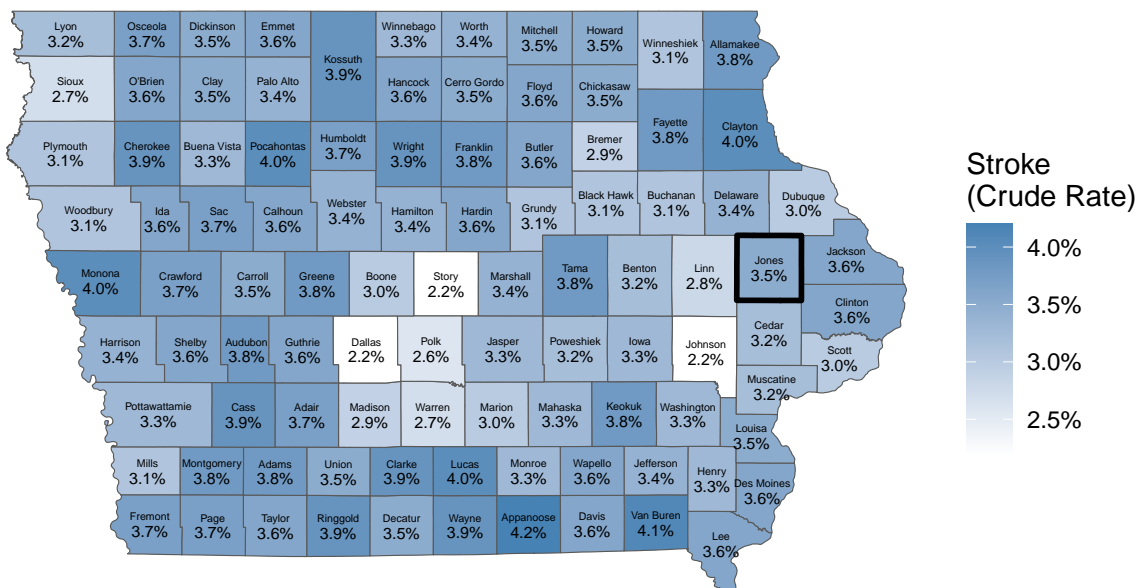 Lyon
3.2%
Osceola
3.7%
Dickinson
3.5%
Emmet
3.6%
Kossuth
3.9%
Winnebago
3.3%
Worth
3.4%
Mitchell
3.5%
Howard
3.5%
Winneshiek
3.1%
Allamakee
3.8%
Sioux
2.7%
O'Brien
3.6%
Clay
3.5%
Palo Alto
3.4%
Hancock
3.6%
Cerro Gordo
3.5%
Floyd
3.6%
Chickasaw
3.5%
Plymouth
3.1%
Cherokee
3.9%
Buena Vista
3.3%
Pocahontas
4.0%
Humboldt
3.7%
Wright
3.9%
Franklin
3.8%
Butler
3.6%
Bremer
2.9%
Fayette
3.8%
Clayton
4.0%
Woodbury
3.1%
Ida
3.6%
Sac
3.7%
Calhoun
3.6%
Webster
3.4%
Hamilton
3.4%
Hardin
3.6%
Grundy
3.1%
Black Hawk
3.1%
Buchanan
3.1%
Delaware
3.4%
Dubuque
3.0%
Monona
4.0%
Crawford
3.7%
Carroll
3.5%
Greene
3.8%
Boone
3.0%
Story
2.2%
Marshall
3.4%
Tama
3.8%
Benton
3.2%
Linn
2.8%
Jones
3.5%
Jackson
3.6%
Clinton
3.6%
Harrison
3.4%
Shelby
3.6%
Audubon
3.8%
Guthrie
3.6%
Dallas
2.2%
Polk
2.6%
Jasper
3.3%
Poweshiek
3.2%
Iowa
3.3%
Johnson
2.2%
Cedar
3.2%
Scott
3.0%
Muscatine
3.2%
Pottawattamie
3.3%
Cass
3.9%
Adair
3.7%
Madison
2.9%
Warren
2.7%
Marion
3.0%
Mahaska
3.3%
Keokuk
3.8%
Washington
3.3%
Louisa
3.5%
Mills
3.1%
Montgomery
3.8%
Adams
3.8%
Union
3.5%
Clarke
3.9%
Lucas
4.0%
Monroe
3.3%
Wapello
3.6%
Jefferson
3.4%
Henry
3.3%
Des Moines
3.6%
Fremont
3.7%
Page
3.7%
Taylor
3.6%
Ringgold
3.9%
Decatur
3.5%
Wayne
3.9%
Appanoose
4.2%
Davis
3.6%
Van Buren
4.1%
Lee
3.6%
Stroke
(Crude Rate)
4.0%
3.5%
3.0%
2.5%